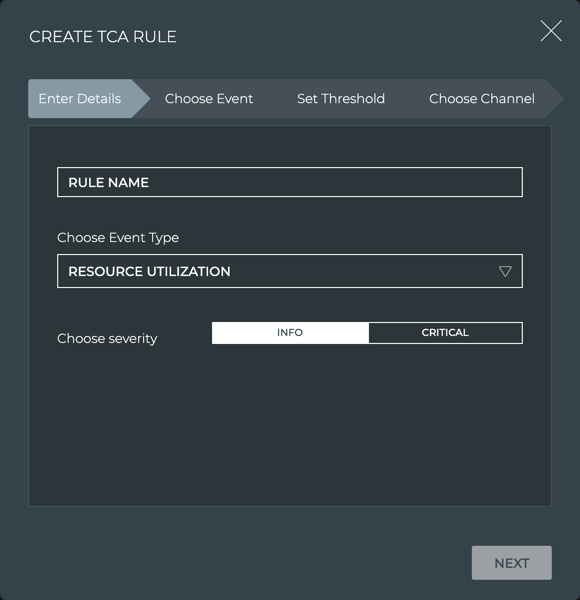 CREATE TCA RULE
Enter Details
Choose Event
Set Threshold
Choose Channel
RULE NAME
Choose Event Type
RESOURCE UTILIZATION
Choose severity
INFO
CRITICAL
NEXT